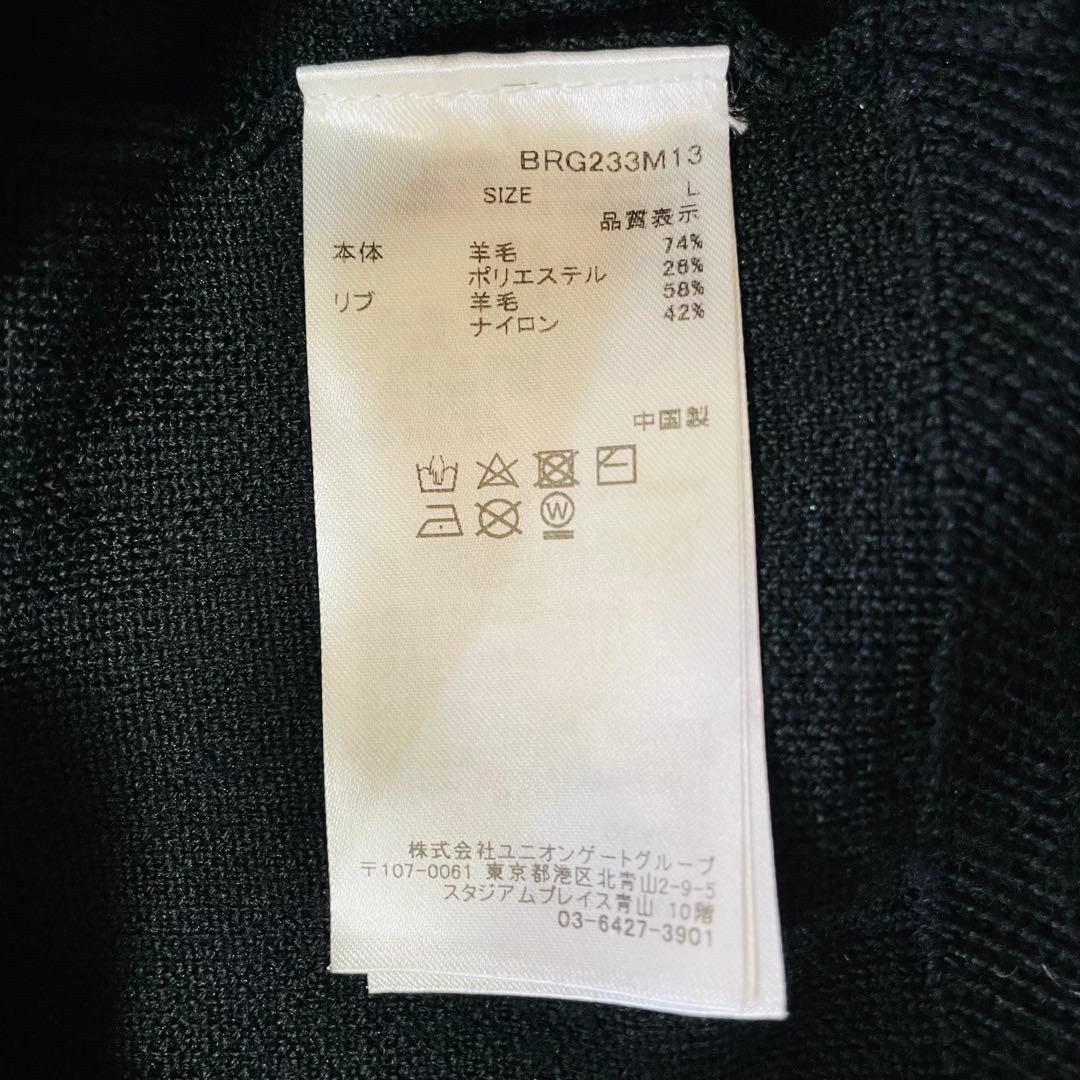 BRG233M13
SIZE L
品質表示
本体 羊毛 74%
ポリエステル 26%
リブ 羊毛 58%
ナイロン 42%
中国製
W
株式会社ユニオンゲートグループ
〒107-0061 東京都港区北青山2-9-5
スタジアムプレイス青山 10階
03-6427-3901